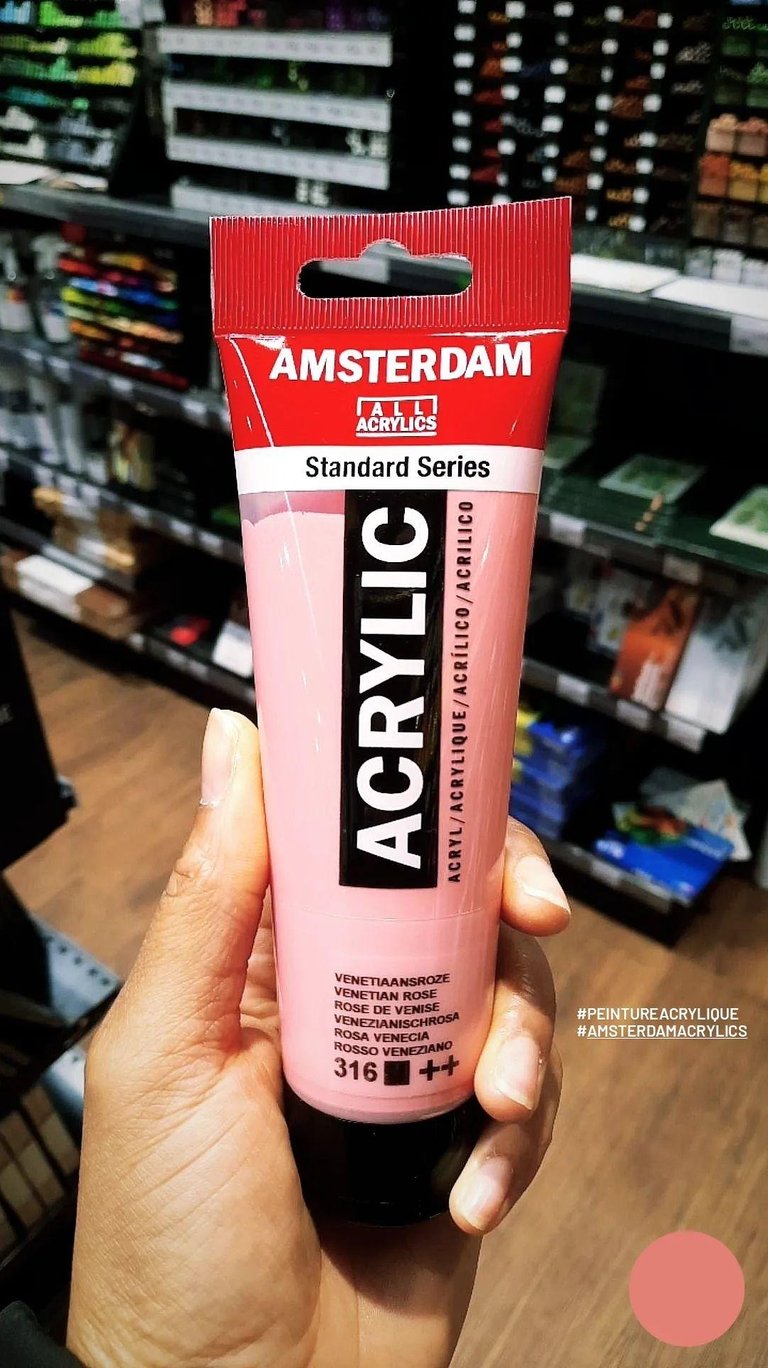 AMSTERDAM
ALL
ACRYLICS
Standard Series
ACRYLIC
ACRYL/ACRYLIQUE/ACRÍLICO/ACRILICO
VENETIAANSROZE
VENETIAN ROSE
ROSE DE VENISE
VENEZIANISCHROSA
ROSA VENECIA
ROSSO VENEZIANO
316 ++
#PEINTUREACRYLIQUE
#AMSTERDAMACRYLICS